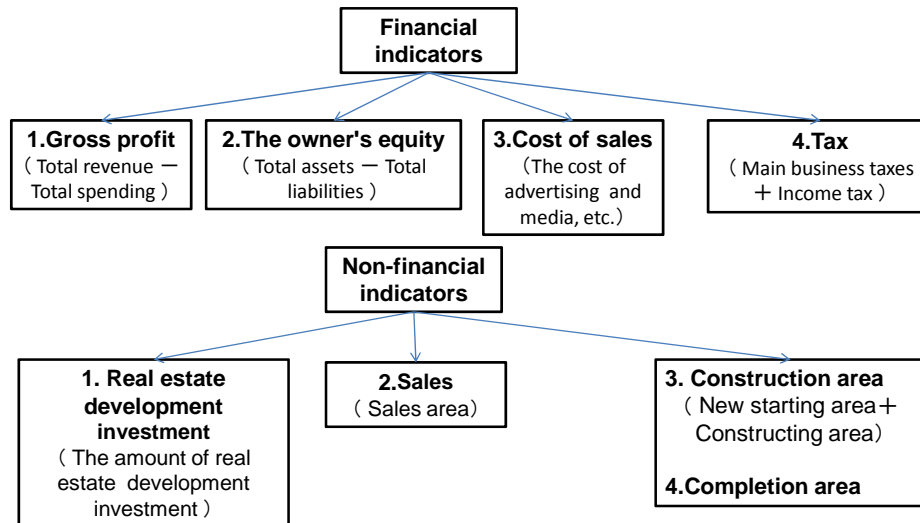 Financial
indicators
1.Gross profit
（Total revenue －
Total spending）
2.The owner's equity
（Total assets － Total
liabilities）
3.Cost of sales
(The cost of
advertising and
media, etc.）
4.Tax
（Main business taxes
＋ Income tax）
Non-financial
indicators
1. Real estate
development
investment
（The amount of real
estate development
investment）
2.Sales
（Sales area）
3. Construction area
（New starting area＋
Constructing area）
4.Completion area